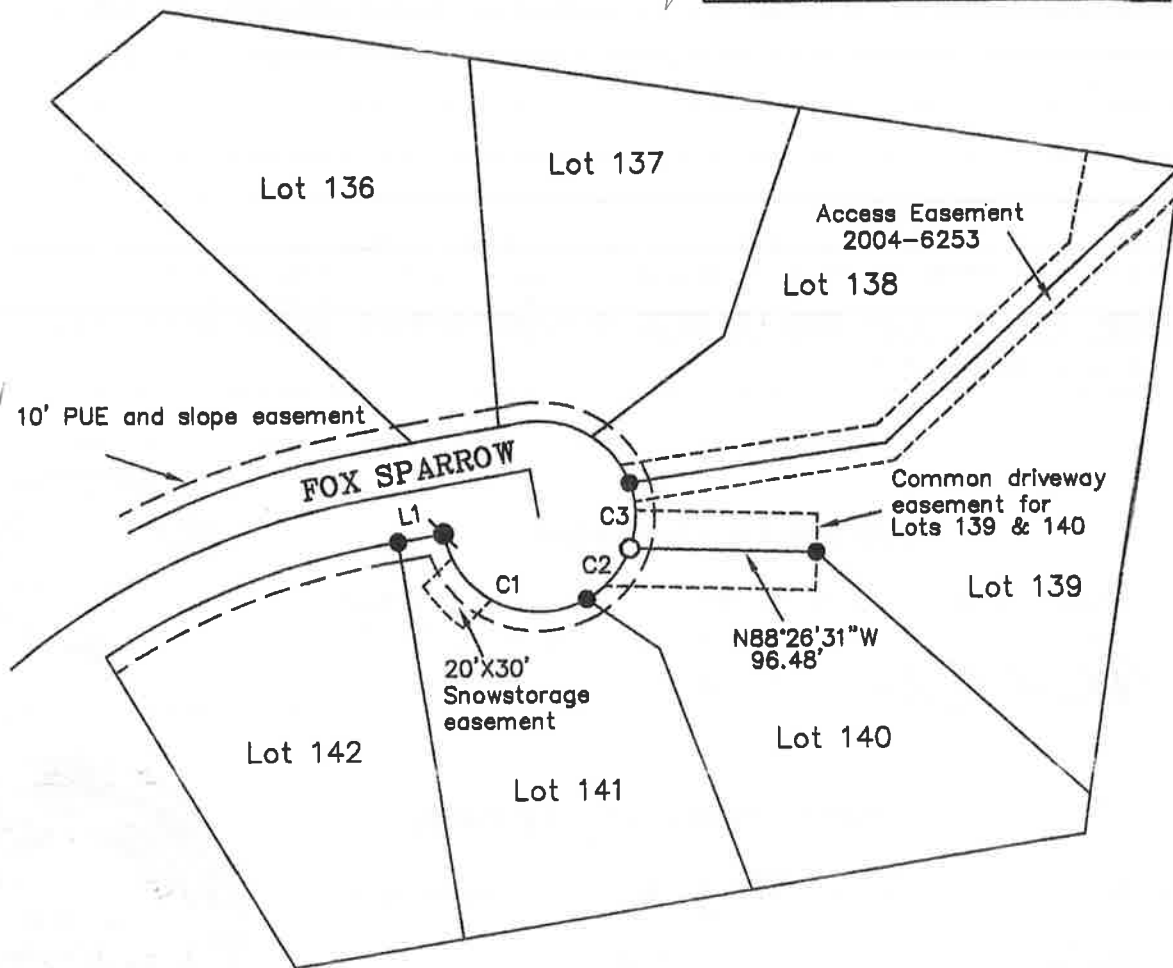 Lot 136
Lot 137
Access Easement
2004-6253
Lot 138
10' PUE and slope easement
FOX SPARROW
Common driveway
easement for
Lots 139 & 140
L1
C3
C2
C1
Lot 139
N88°26'31"W
96.48'
20'X30'
Snowstorage
easement
Lot 142
Lot 141
Lot 140